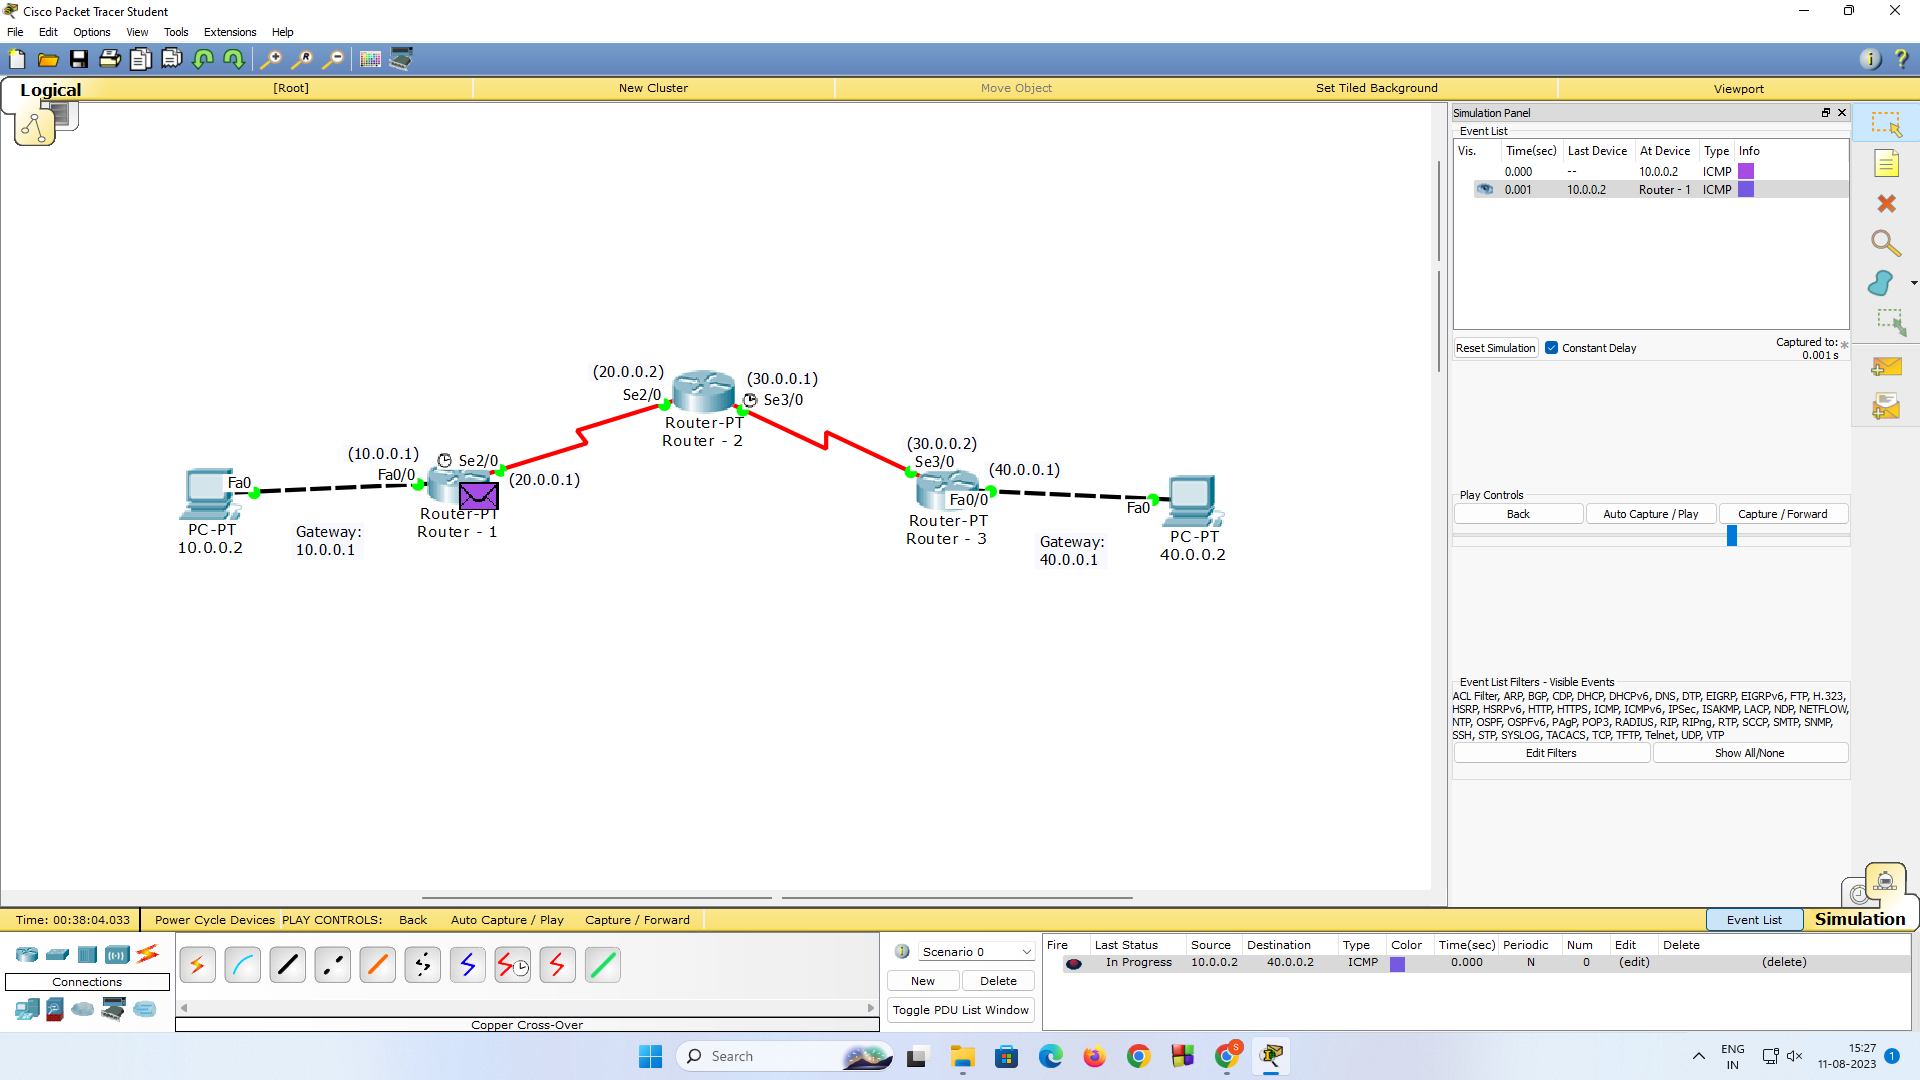 Cisco Packet Tracer Student
File Edit Options View Tools Extensions Help
Logical [Root] New Cluster Move Object Set Tiled Background Viewport
Simulation Panel
Event List
Vis. Time(sec) Last Device At Device Type Info
0.000 -- 10.0.0.2 ICMP
0.001 10.0.0.2 Router - 1 ICMP
Reset Simulation Constant Delay Captured to: *
0.001 s
(20.0.0.2)
Se2/0
(30.0.0.1)
Se3/0
Router-PT
Router - 2
(10.0.0.1)
Fa0/0
Se2/0
(20.0.0.1)
Fa0
PC-PT
10.0.0.2
Gateway:
10.0.0.1
Router-PT
Router - 1
(30.0.0.2)
Se3/0
(40.0.0.1)
Fa0/0
Router-PT
Router - 3
Gateway:
40.0.0.1
Fa0
PC-PT
40.0.0.2
Play Controls
Back Auto Capture / Play Capture / Forward
Event List Filters - Visible Events
ACL Filter, ARP, BGP, CDP, DHCP, DHCPv6, DNS, DTP, EIGRP, EIGRPv6, FTP, H.323,
HSRP, HSRPv6, HTTP, HTTPS, ICMP, ICMPv6, IPSec, ISAKMP, LACP, NDP, NETFLOW,
NTP, OSPF, OSPFv6, PAgP, POP3, RADIUS, RIP, RIPng, RTP, SCCP, SMTP, SNMP,
SSH, STP, SYSLOG, TACACS, TCP, TFTP, Telnet, UDP, VTP
Edit Filters Show All/None
Time: 00:38:04.033 Power Cycle Devices PLAY CONTROLS: Back Auto Capture / Play Capture / Forward Event List Simulation
Connections
Copper Cross-Over
Scenario 0
New Delete
Toggle PDU List Window
Fire Last Status Source Destination Type Color Time(sec) Periodic Num Edit Delete
In Progress 10.0.0.2 40.0.0.2 ICMP 0.000 N 0 (edit) (delete)
Search
S
ENG
IN
15:27
11-08-2023
1